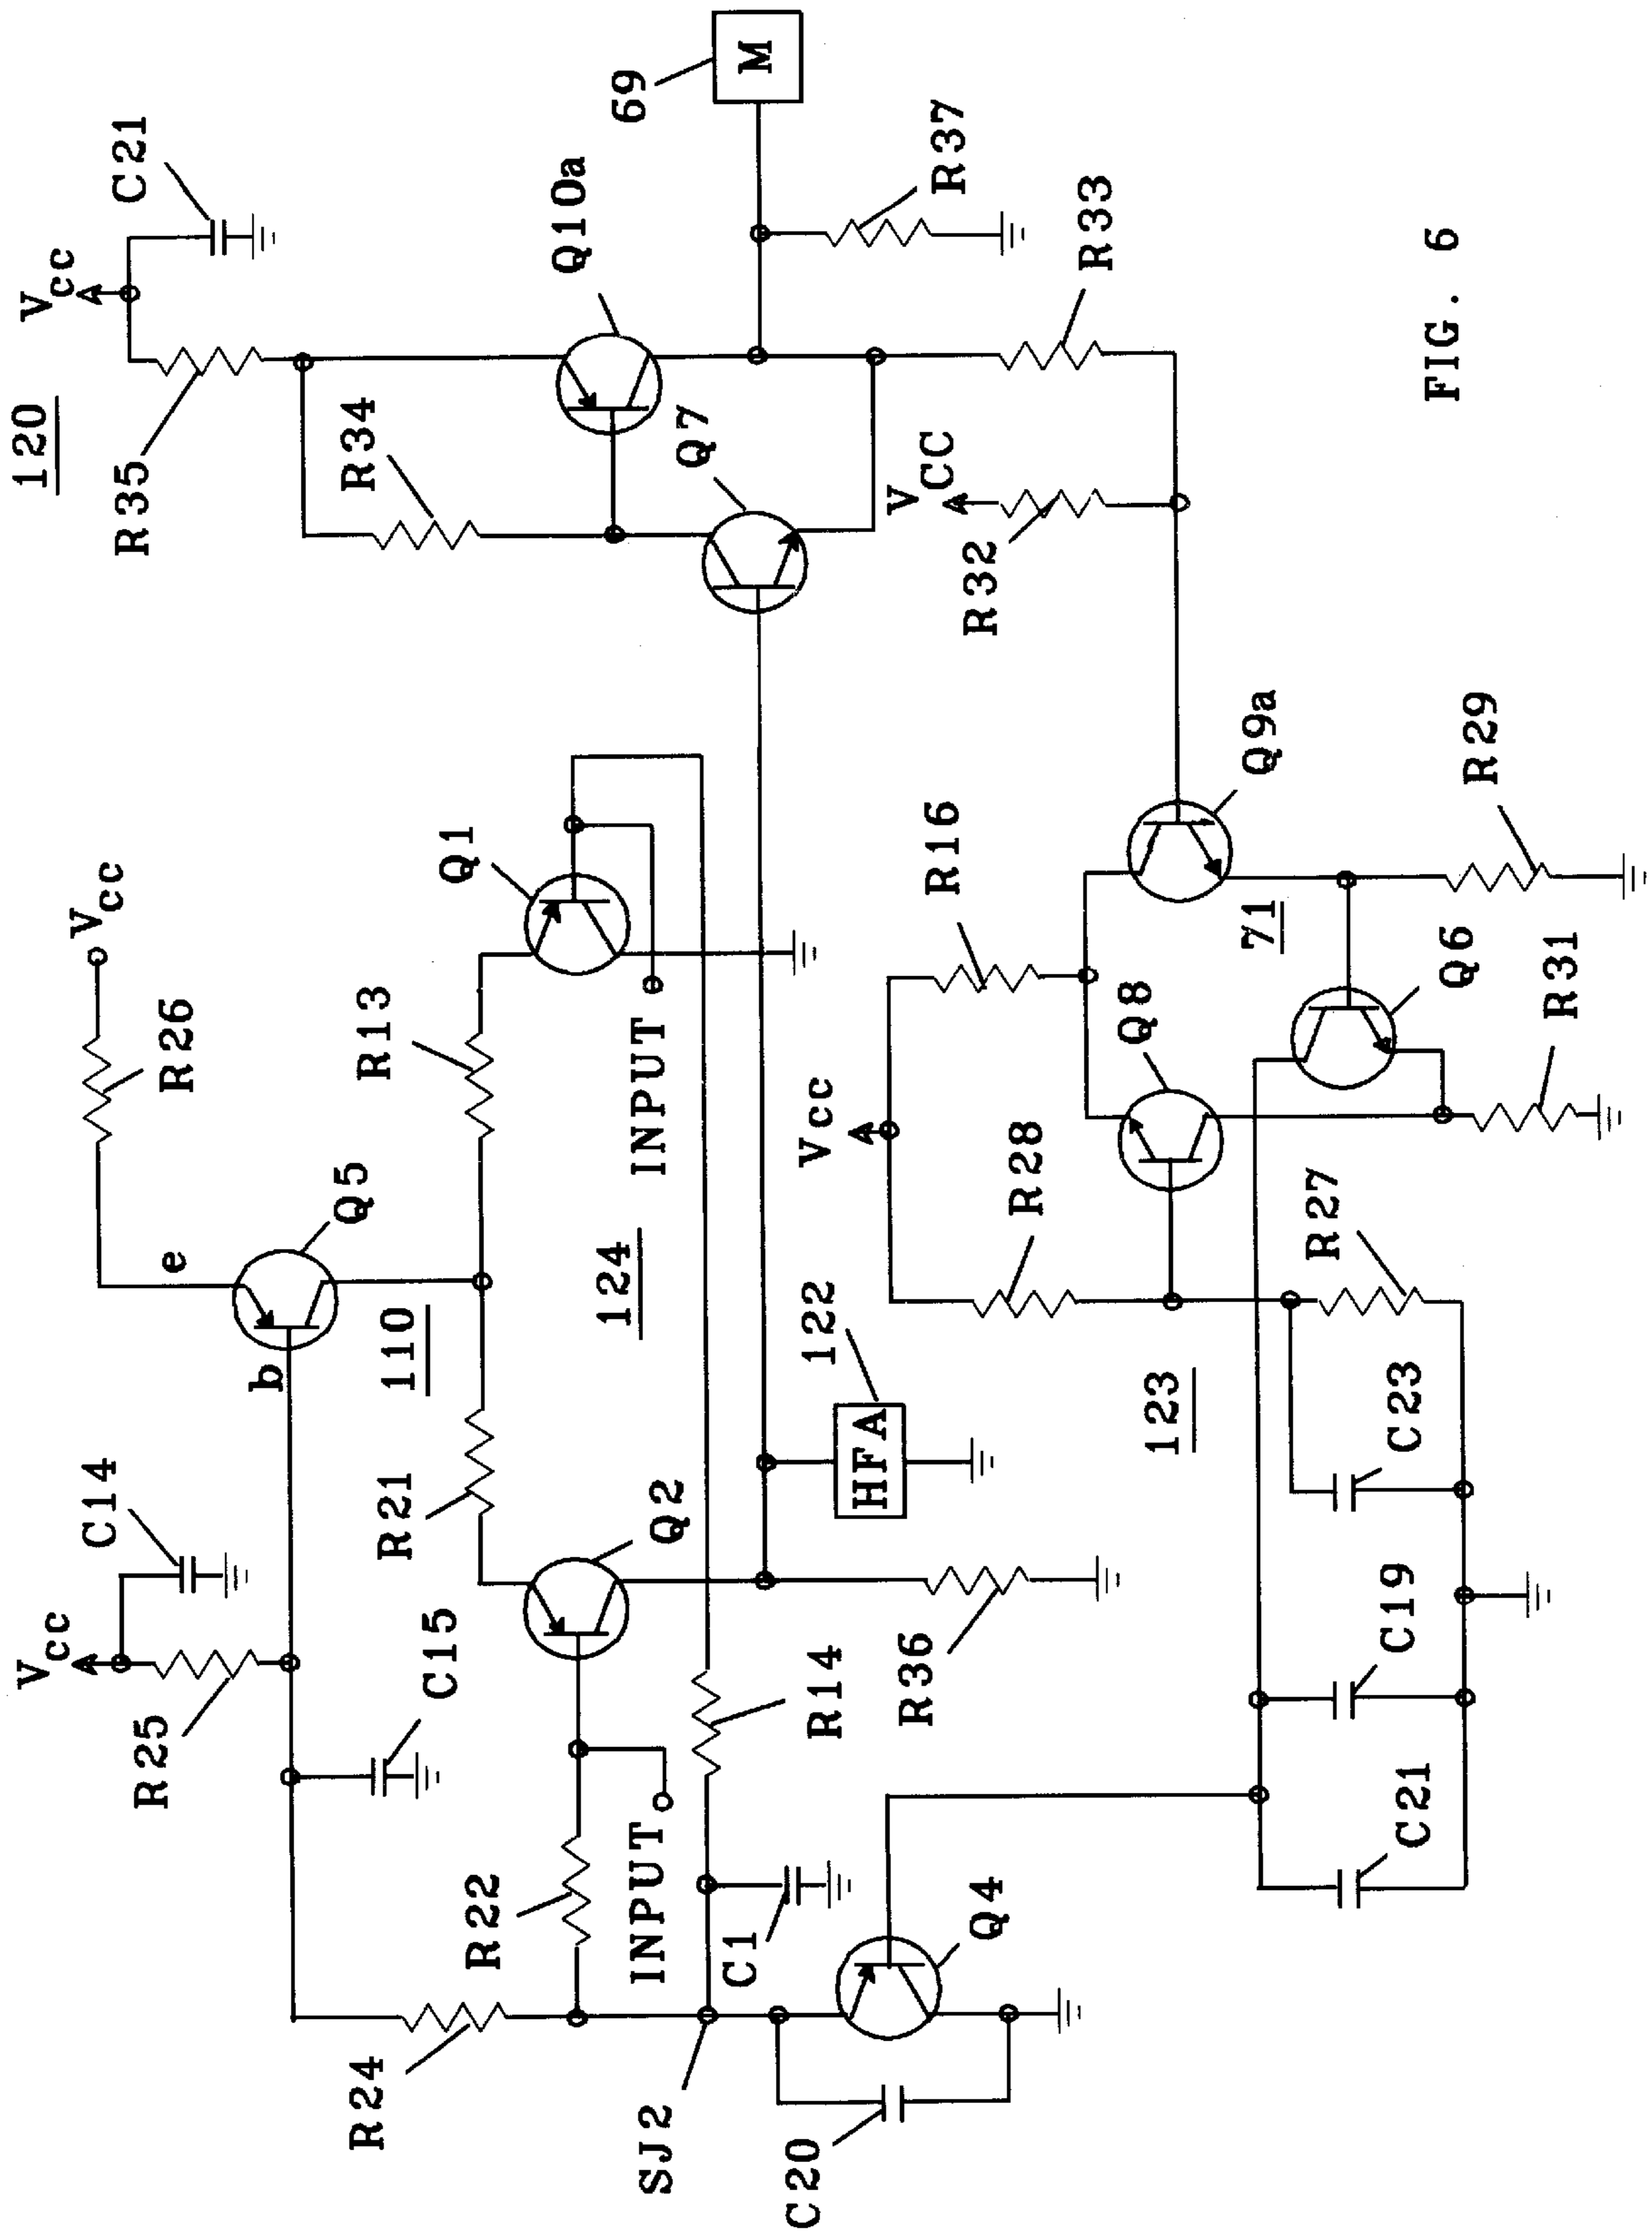 120
Vcc
C21
R35
R34
Q10a
69
M
Q7
R37
VCC
R32
R33
FIG. 6
Vcc
R26
Q5
e
b
110
Vcc
C14
R25
C15
R21
R13
Q1
INPUT
124
Q2
R22
R24
INPUT
R14
R36
C1
SJ2
C20
Q4
HFA
122
Vcc
R16
R28
Q8
Q9a
71
Q6
R29
R31
R27
123
C23
C19
C21